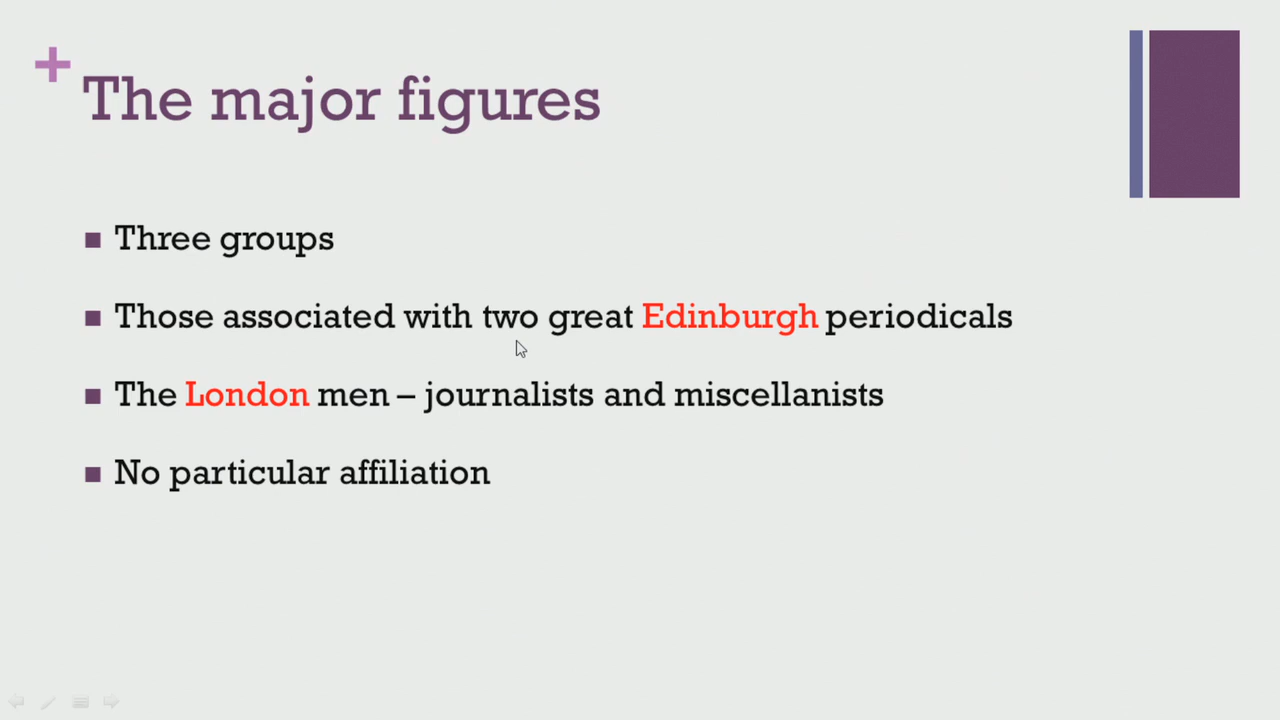 The major figures
Three groups
Those associated with two great Edinburgh periodicals
The London men – journalists and miscellanists
No particular affiliation